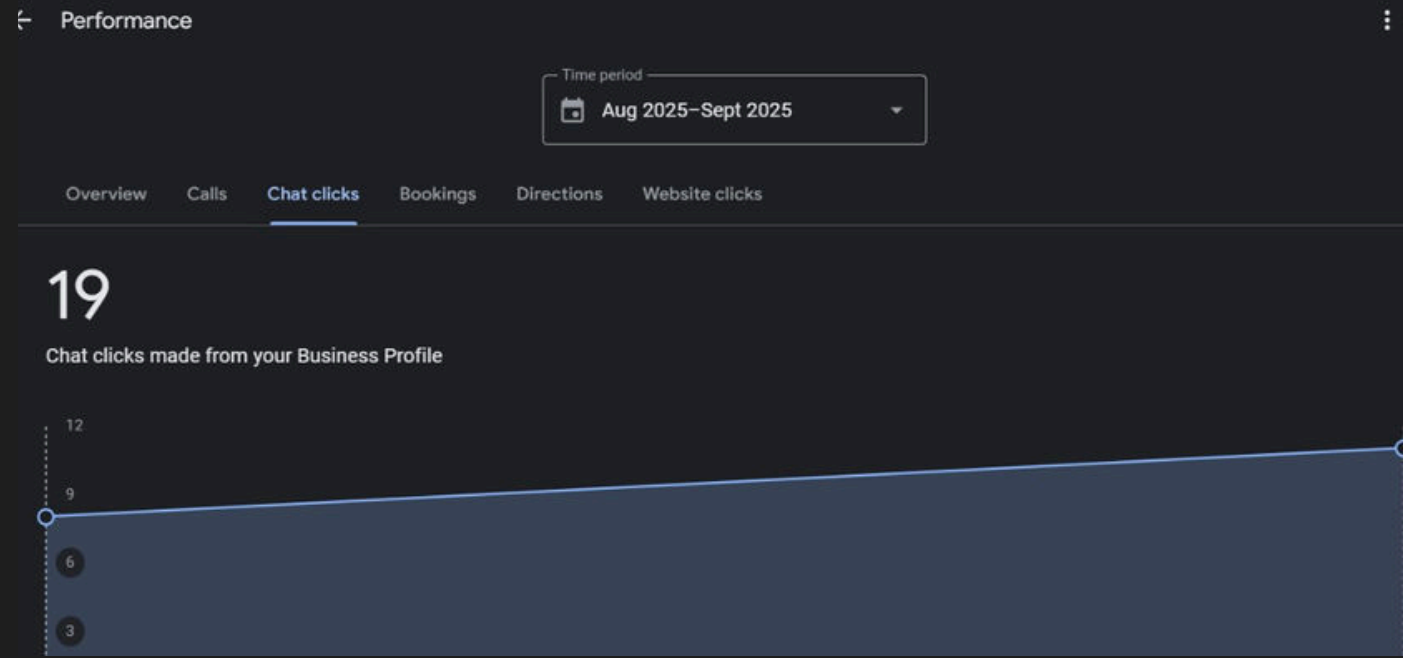 Performance
Time period
Aug 2025–Sept 2025
Overview Calls Chat clicks Bookings Directions Website clicks
19
Chat clicks made from your Business Profile
12
9
6
3